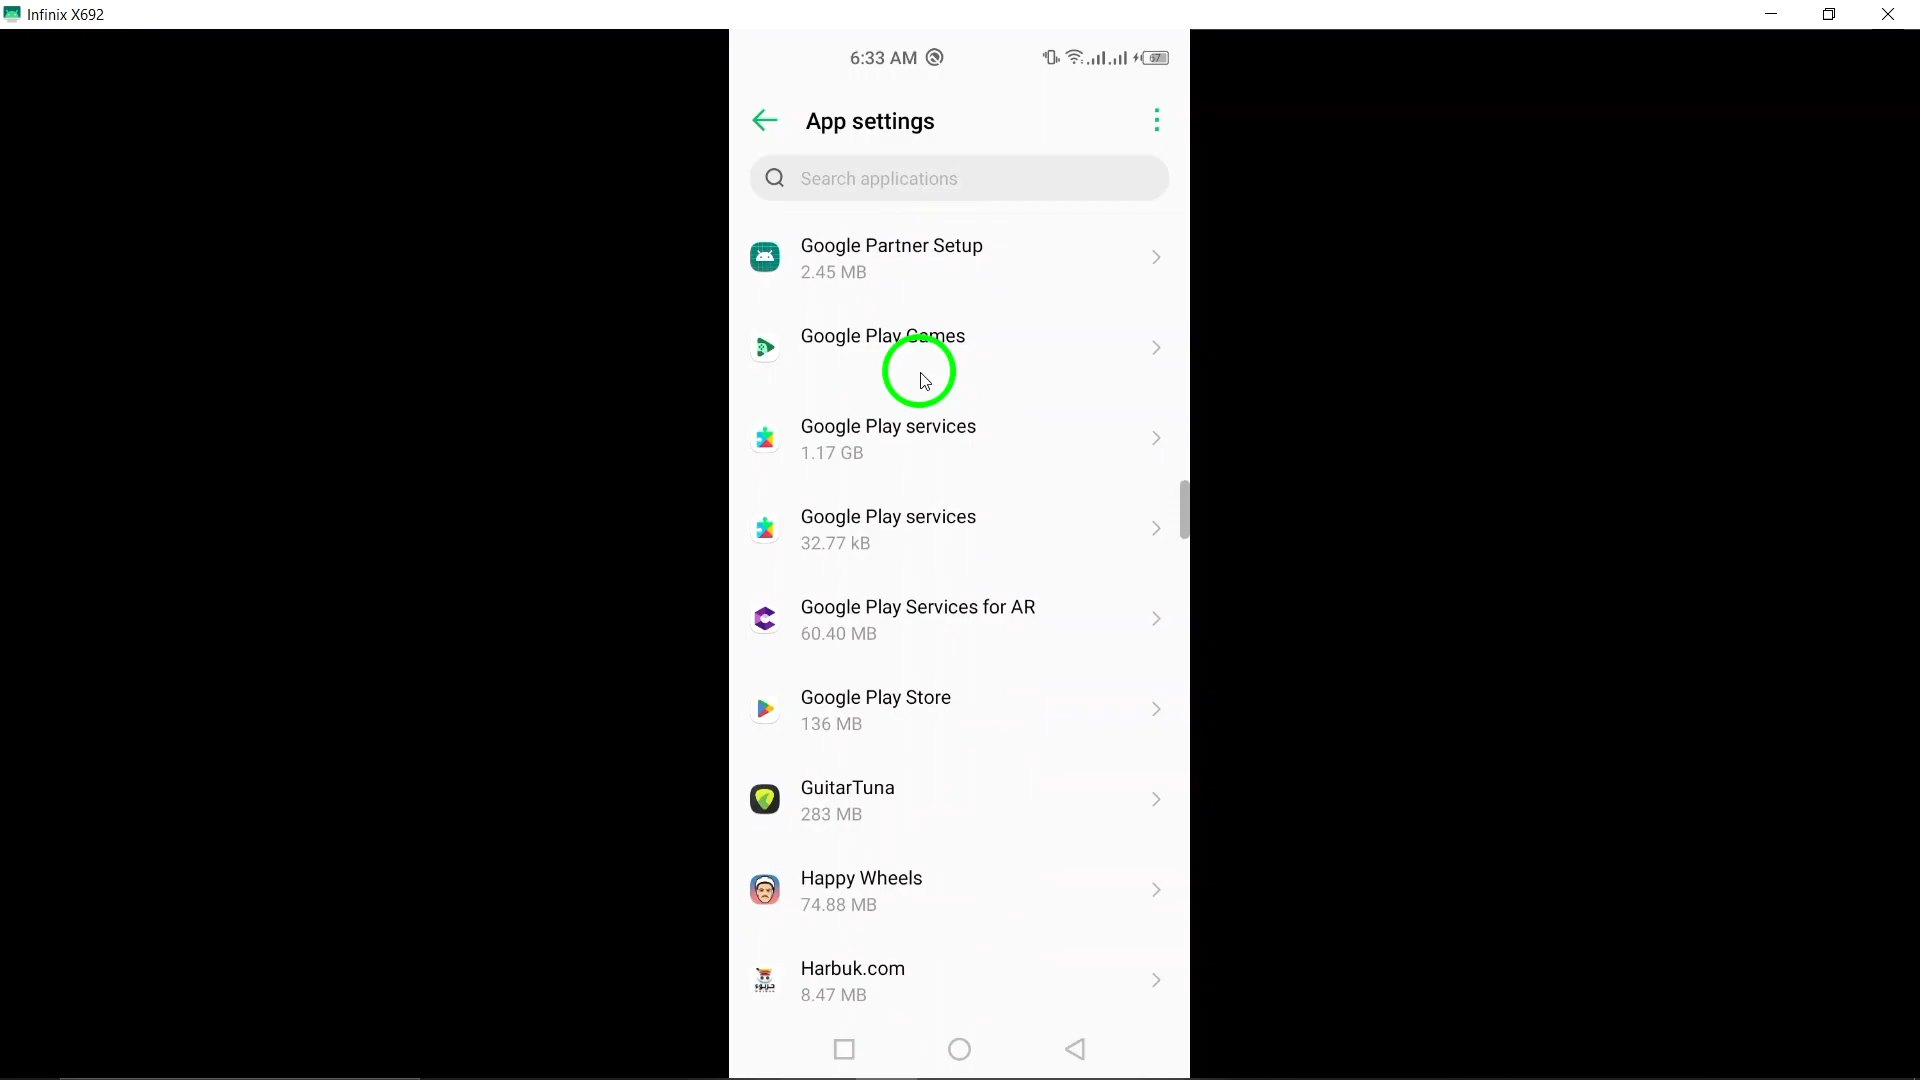 Infinix X692
6:33 AM
67
App settings
Search applications
Google Partner Setup
2.45 MB
Google Play Games
Google Play services
1.17 GB
Google Play services
32.77 kB
Google Play Services for AR
60.40 MB
Google Play Store
136 MB
GuitarTuna
283 MB
Happy Wheels
74.88 MB
Harbuk.com
8.47 MB